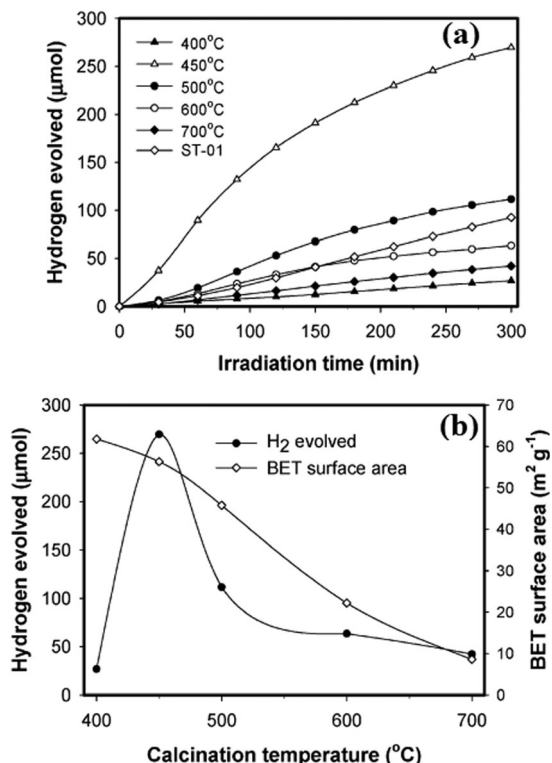 (a)
300
250
200
150
100
50
0
Hydrogen evolved (μmol)
400°C
450°C
500°C
600°C
700°C
ST-01
0 50 100 150 200 250 300
Irradiation time (min)
(b)
300
250
200
150
100
50
0
Hydrogen evolved (μmol)
H2 evolved
BET surface area
70
60
50
40
30
20
10
0
BET surface area (m² g⁻¹)
400 500 600 700
Calcination temperature (°C)